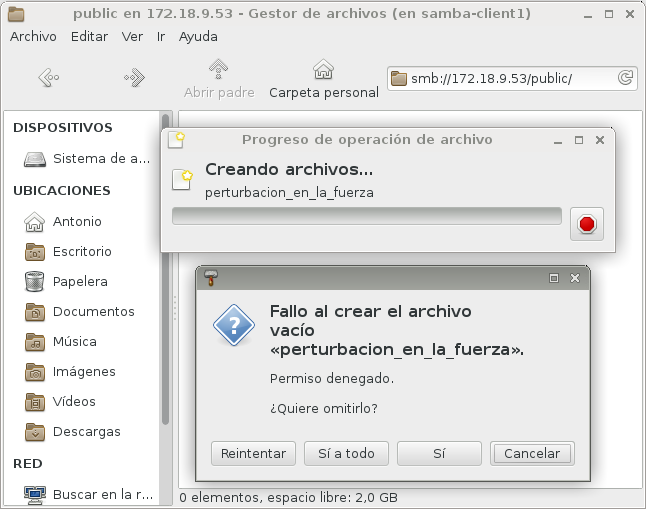 public en 172.18.9.53 - Gestor de archivos (en samba-client1)
Archivo Editar Ver Ir Ayuda
Abrir padre Carpeta personal smb://172.18.9.53/public/
DISPOSITIVOS
Sistema de a...
UBICACIONES
Antonio
Escritorio
Papelera
Documentos
Música
Imágenes
Vídeos
Descargas
RED
Buscar en la r...
Progreso de operación de archivo
Creando archivos...
perturbacion_en_la_fuerza
Fallo al crear el archivo
vacío
«perturbacion_en_la_fuerza».
Permiso denegado.
¿Quiere omitirlo?
Reintentar Sí a todo Sí Cancelar
0 elementos, espacio libre: 2,0 GB